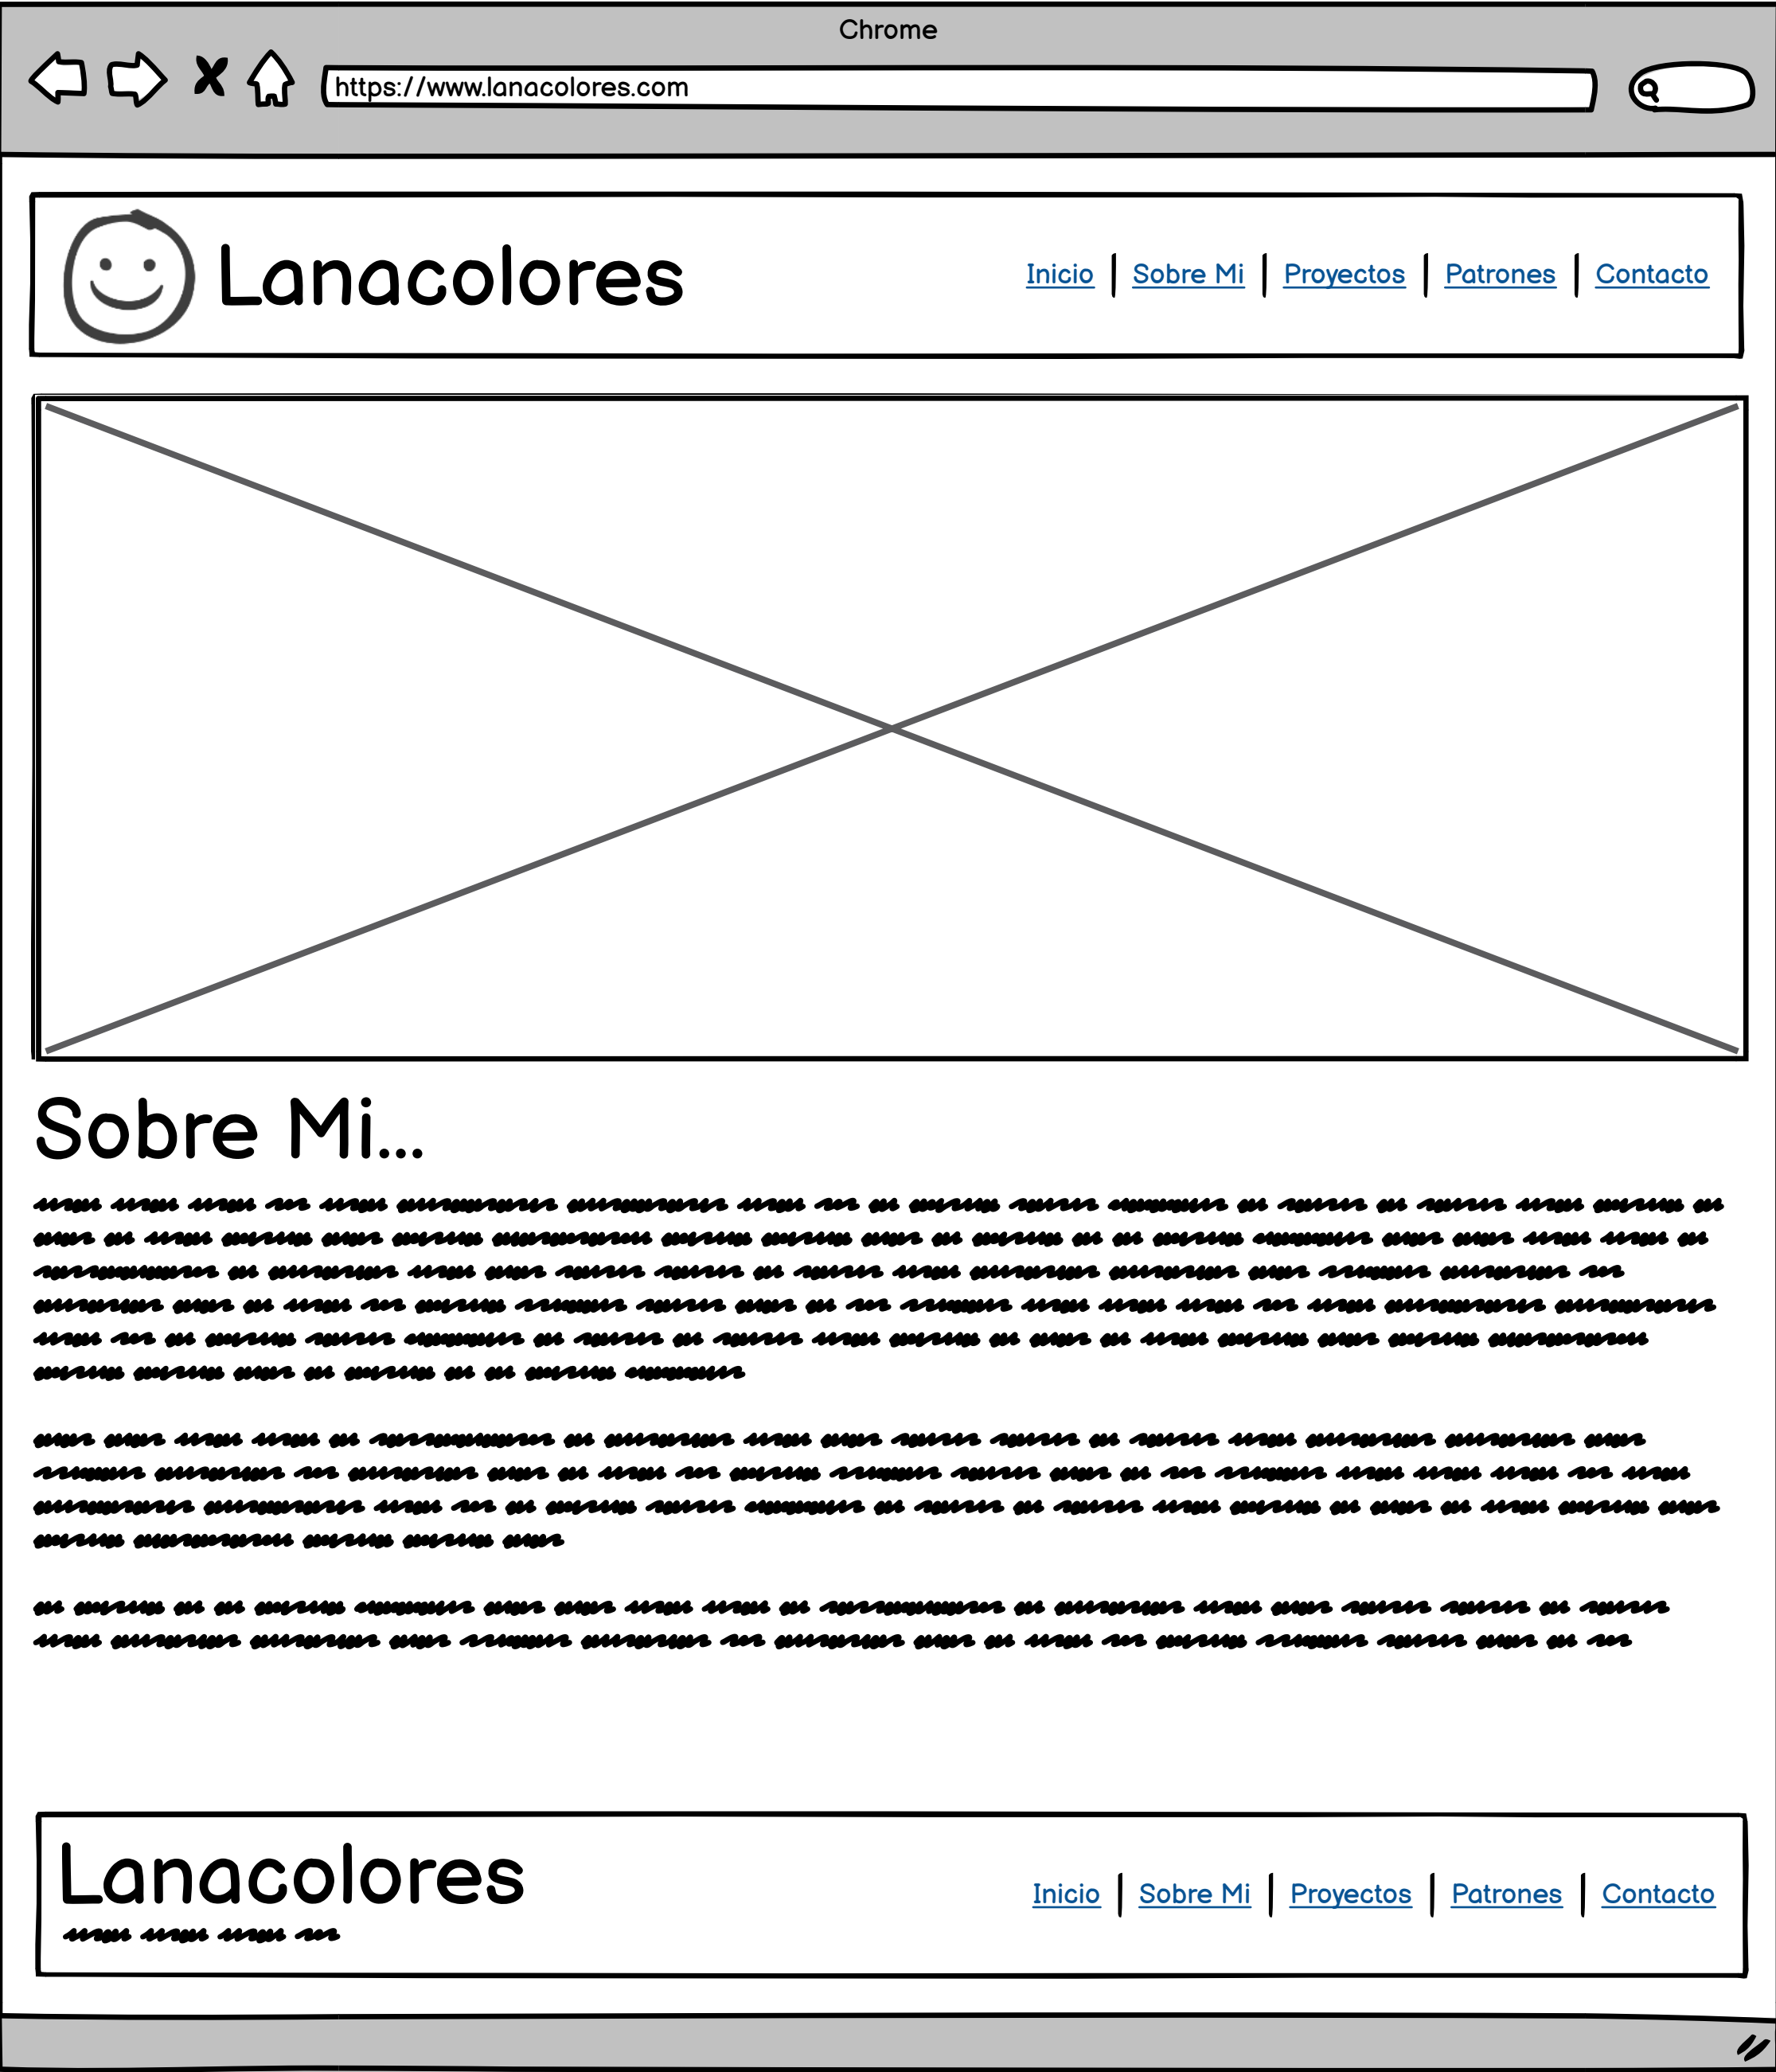 Chrome
https://www.lanacolores.com
Lanacolores
Inicio | Sobre Mi | Proyectos | Patrones | Contacto
Sobre Mi...
Lanacolores
Inicio | Sobre Mi | Proyectos | Patrones | Contacto